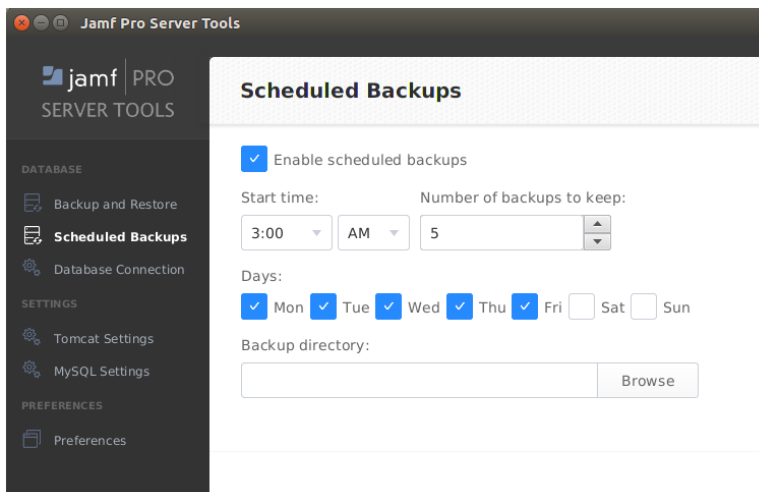 Jamf Pro Server Tools
jamf PRO
SERVER TOOLS
DATABASE
Backup and Restore
Scheduled Backups
Database Connection
SETTINGS
Tomcat Settings
MySQL Settings
PREFERENCES
Preferences
Scheduled Backups
Enable scheduled backups
Start time: Number of backups to keep:
3:00 AM 5
Days:
Mon Tue Wed Thu Fri Sat Sun
Backup directory:
Browse